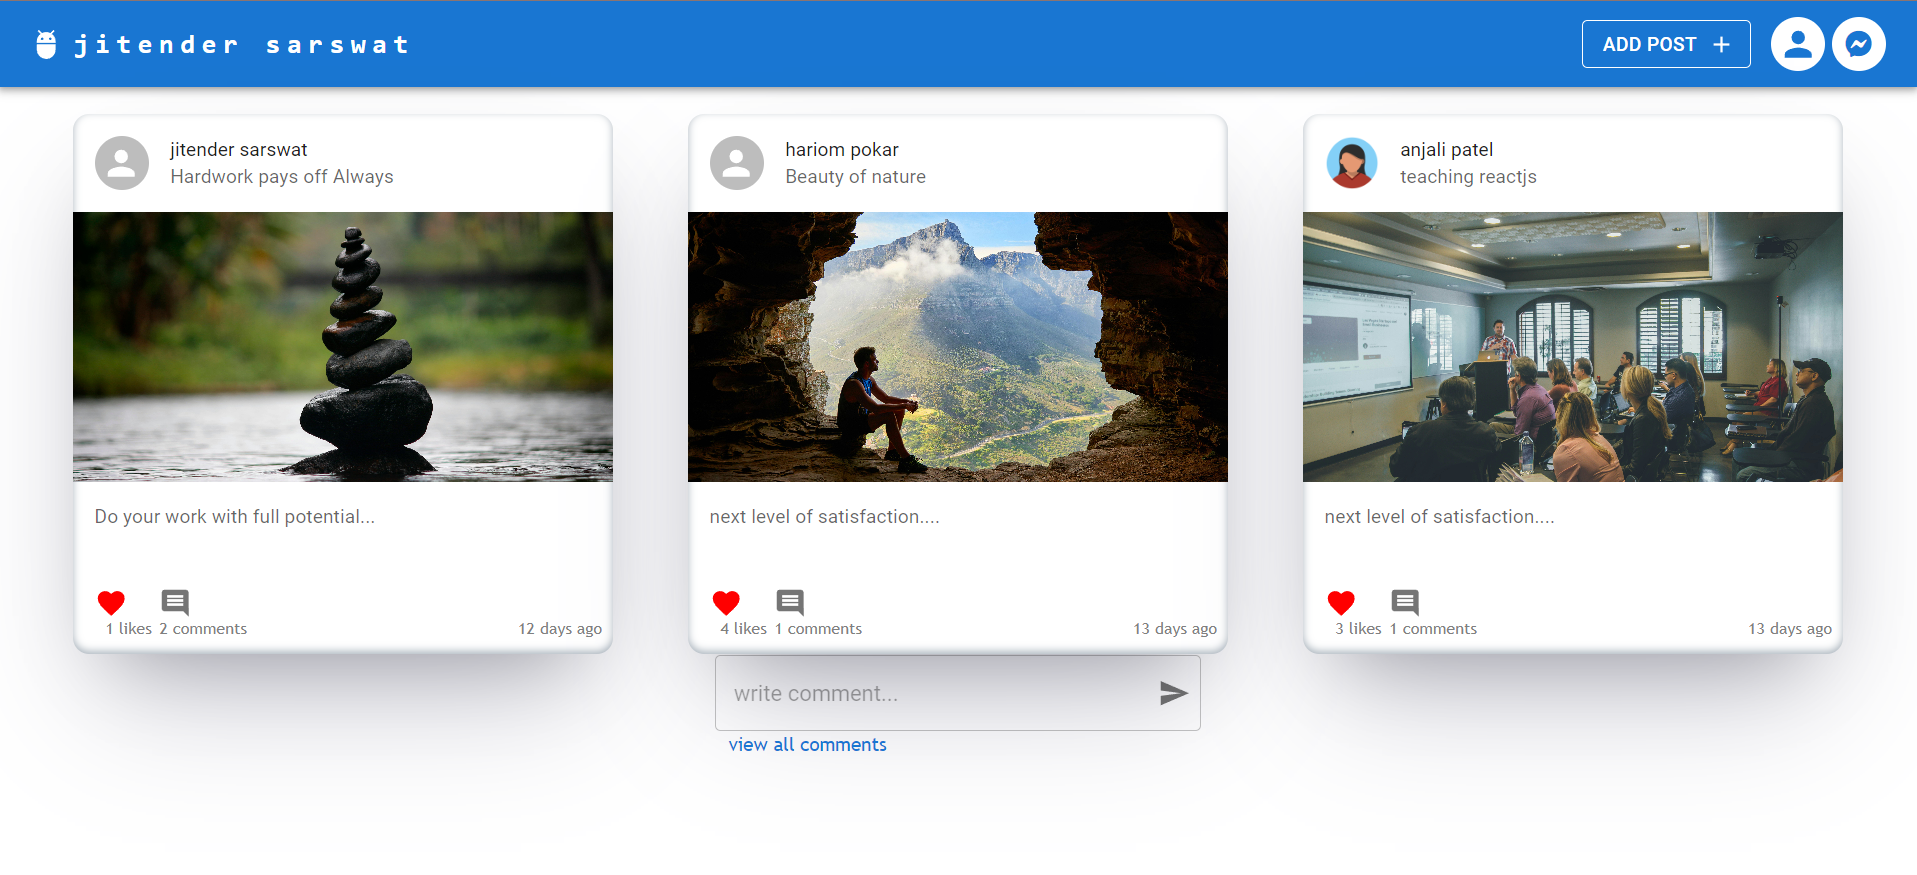 jitender sarswat
ADD POST
jitender sarswat
Hardwork pays off Always
Do your work with full potential...
1 likes 2 comments
12 days ago
hariom pokar
Beauty of nature
next level of satisfaction....
4 likes 1 comments
13 days ago
write comment...
view all comments
anjali patel
teaching reactjs
next level of satisfaction....
3 likes 1 comments
13 days ago